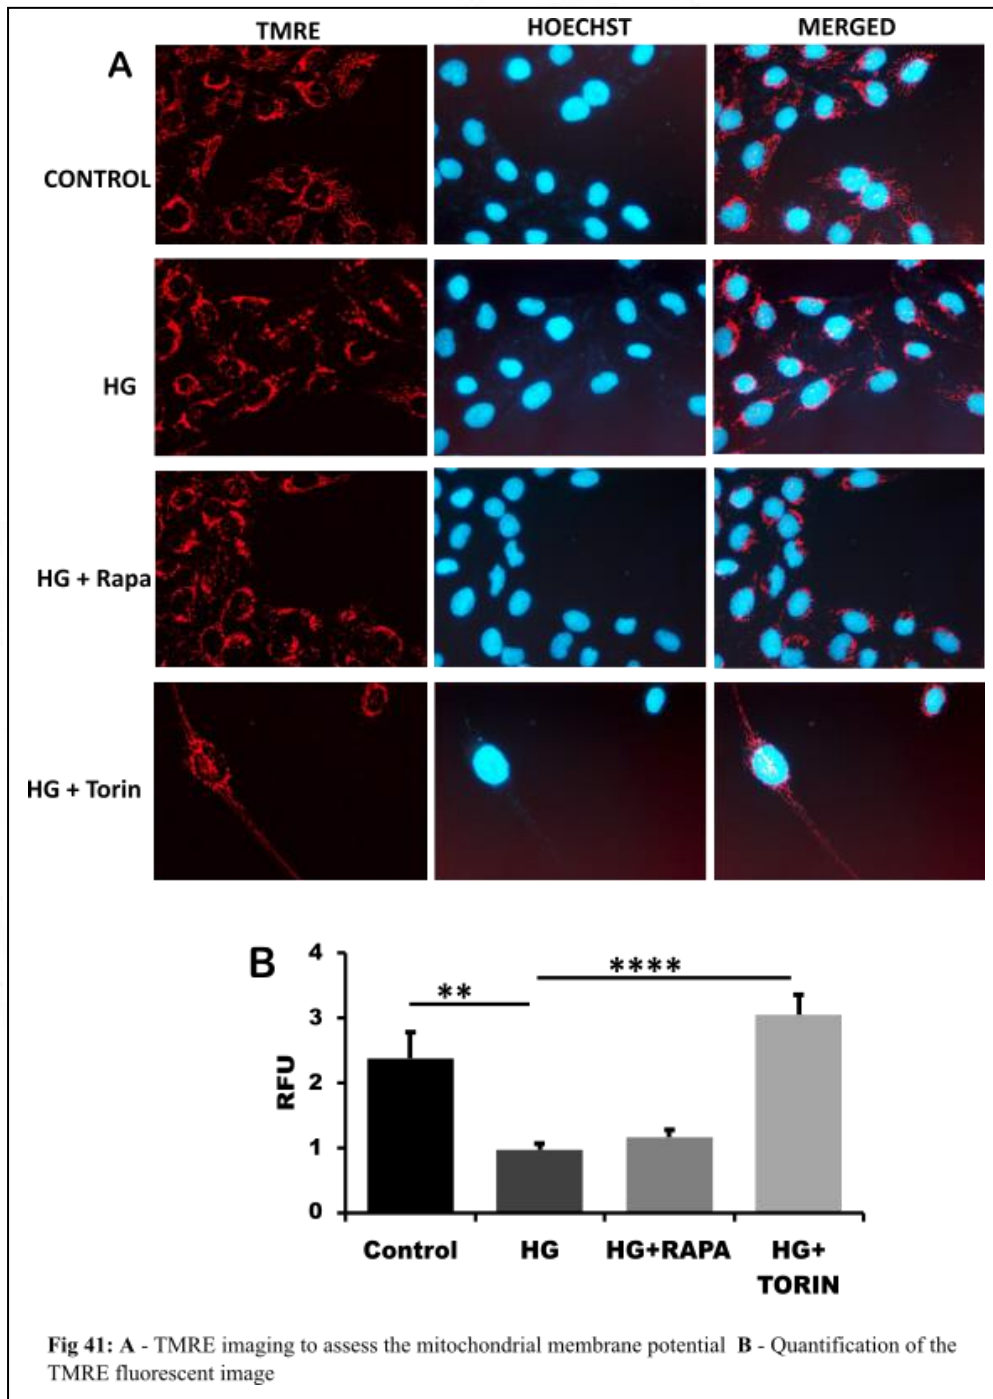 TMRE HOECHST MERGED
A
CONTROL
HG
HG + Rapa
HG + Torin
B
4
3
2
1
0
RFU
**
****
Control HG HG+RAPA HG+
TORIN
Fig 41: A - TMRE imaging to assess the mitochondrial membrane potential B - Quantification of the
TMRE fluorescent image